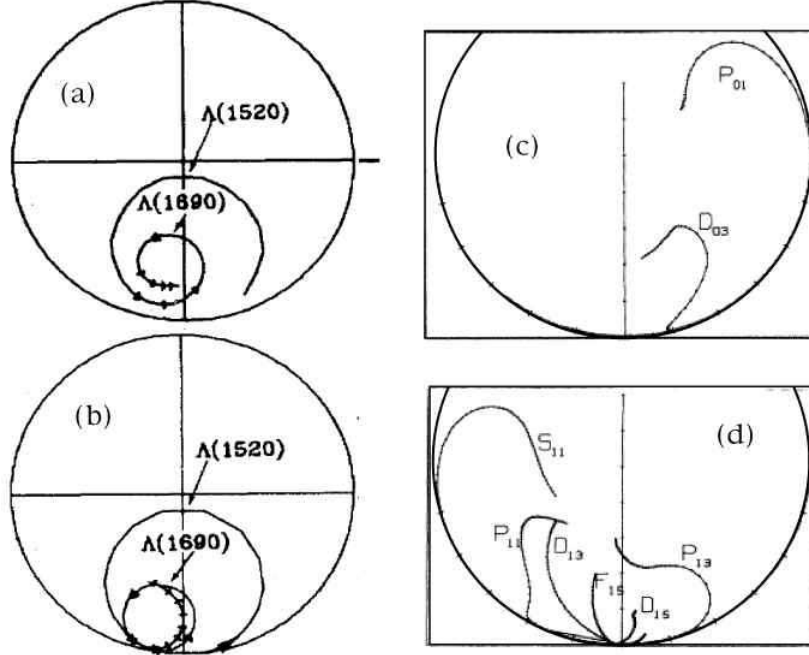 (a)
Λ(1520)
Λ(1690)
(b)
Λ(1520)
Λ(1690)
(c)
P₀₁
D₀₃
(d)
S₁₁
P₁₁
D₁₃
F₁₅
D₁₅
P₁₃